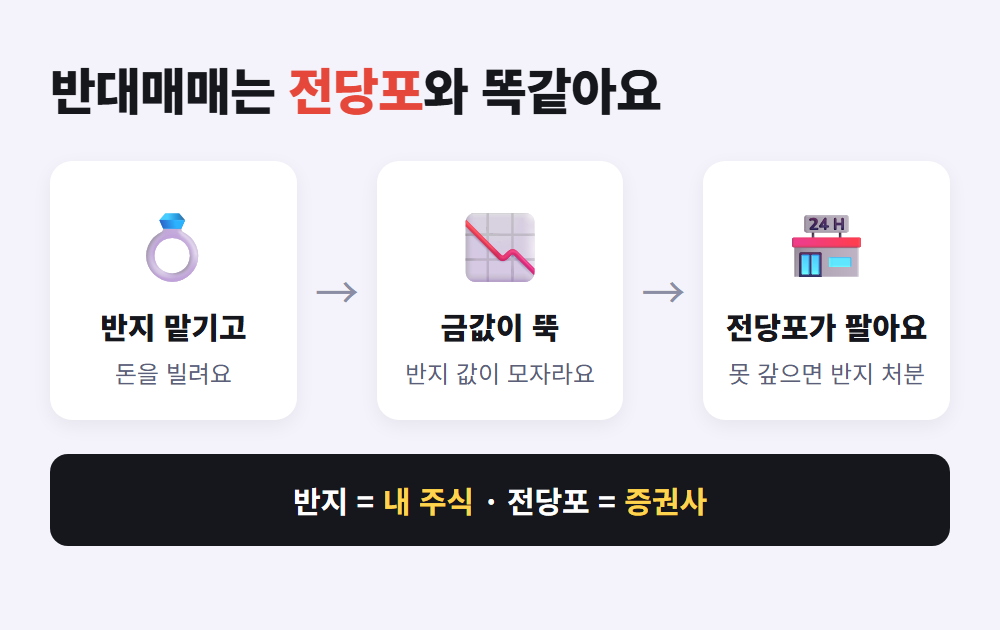 반대매매는 전당포와 똑같아요
반지 맡기고
돈을 빌려요
→
금값이 뚝
반지 값이 모자라요
→
24 H
전당포가 팔아요
못 갚으면 반지 처분
반지 = 내 주식 · 전당포 = 증권사